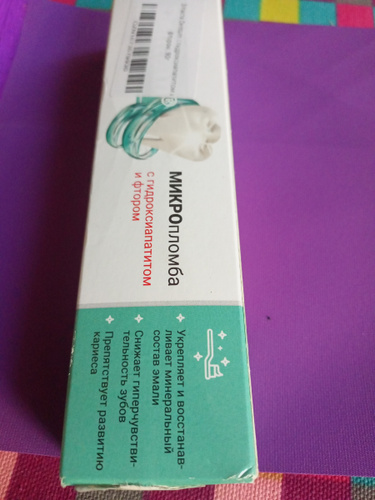 МИКРОпломба
с гидроксиапатитом
и фтором
• Укрепляет и восстанав-
ливает минеральный
состав эмали
• Снижает гиперчувстви-
тельность зубов
• Препятствует развитию
кариеса